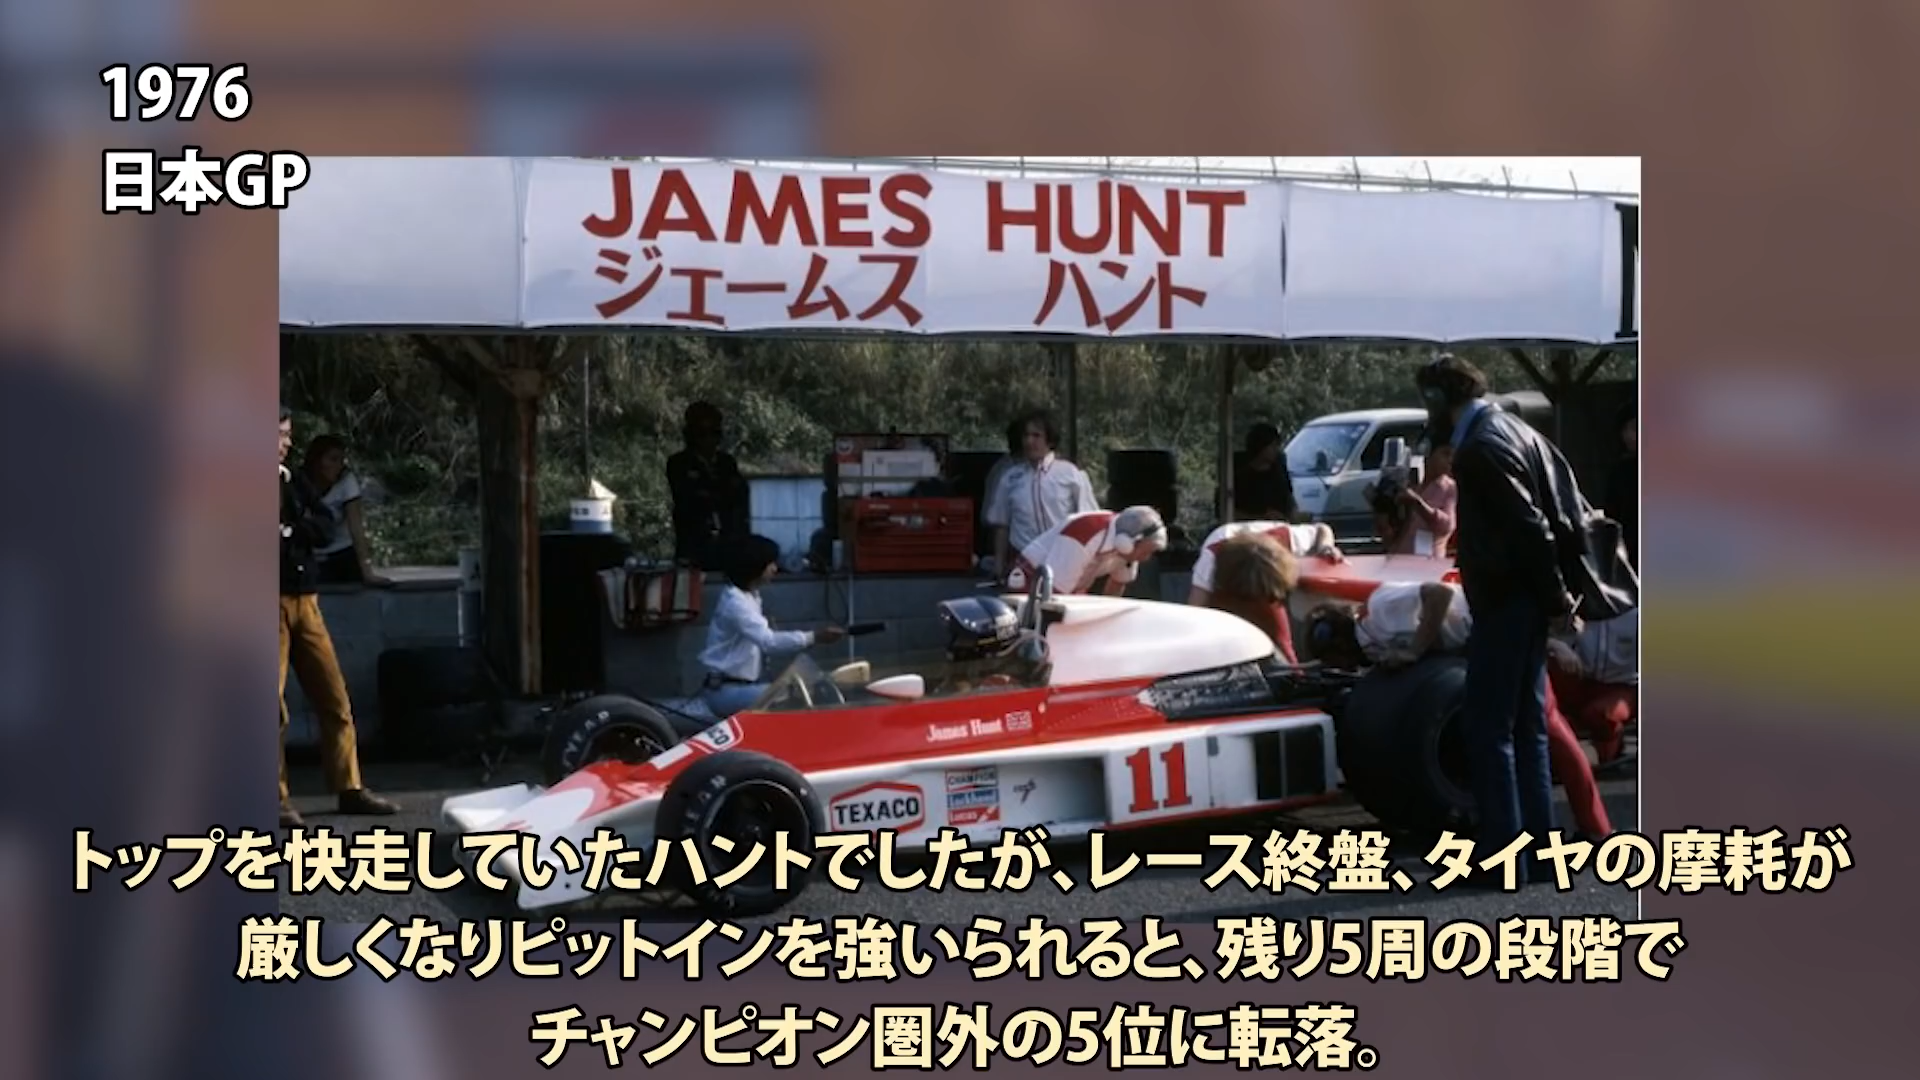 1976
日本GP
JAMES HUNT
ジェームス ハント
James Hunt
11
TEXACO
CHAMPION
トップを快走していたハントでしたが、レース終盤、タイヤの摩耗が
厳しくなりピットインを強いられると、残り5周の段階で
チャンピオン圏外の5位に転落。